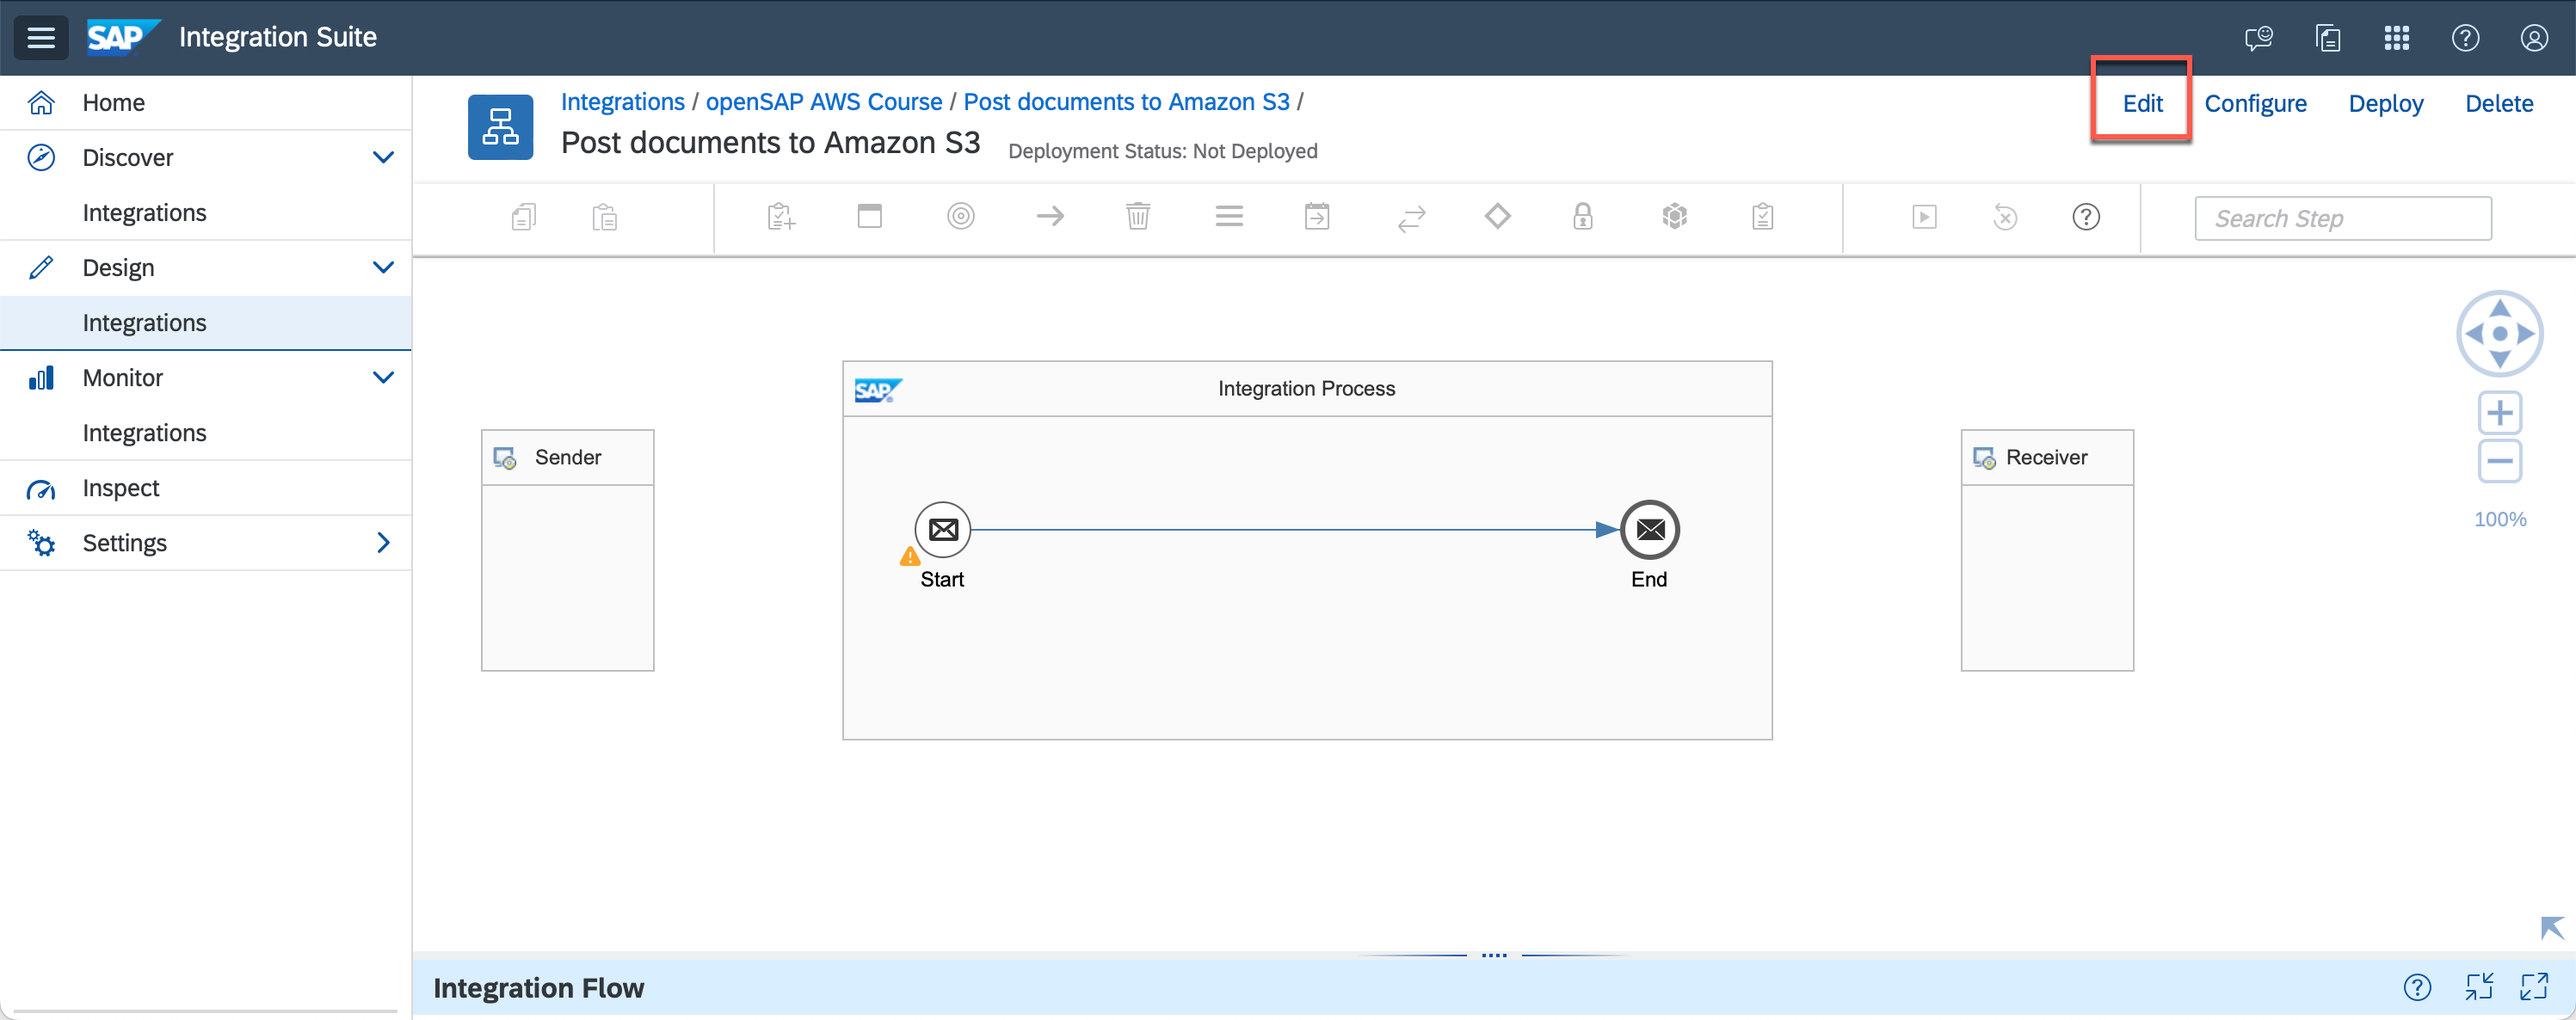 SAP Integration Suite
Home
Discover
Integrations
Design
Integrations
Monitor
Integrations
Inspect
Settings
Integrations / openSAP AWS Course / Post documents to Amazon S3 /
Post documents to Amazon S3 Deployment Status: Not Deployed
Edit Configure Deploy Delete
Search Step
SAP Integration Process
Sender
Receiver
Start
End
100%
Integration Flow